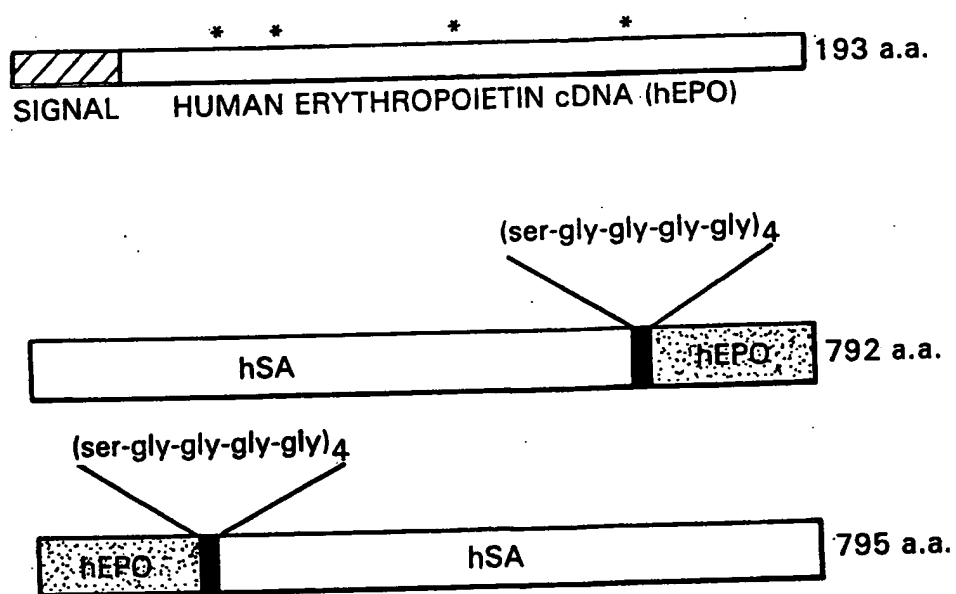 * * * *
193 a.a.
SIGNAL HUMAN ERYTHROPOIETIN cDNA (hEPO)
(ser-gly-gly-gly-gly)4
hSA hEPO 792 a.a.
(ser-gly-gly-gly-gly)4
hEPO hSA 795 a.a.